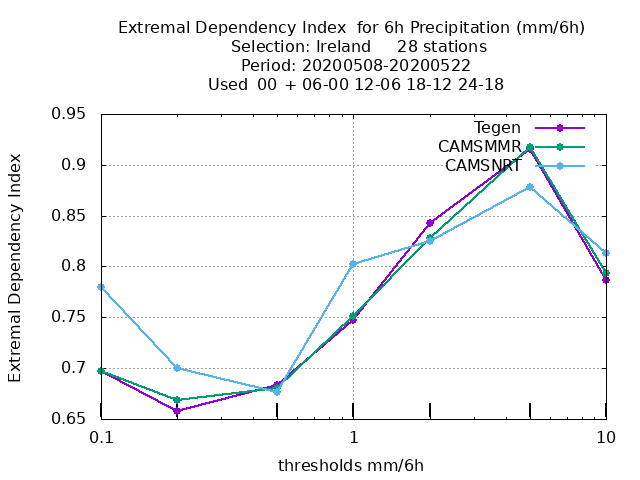 Extremal Dependency Index  for 6h Precipitation (mm/6h)
Selection: Ireland     28 stations
Period: 20200508-20200522
Used  00 + 06-00 12-06 18-12 24-18
Extremal Dependency Index
0.95
0.9
0.85
0.8
0.75
0.7
0.65
Tegen
CAMSMMR
CAMSNRT
0.1 1 10
thresholds mm/6h